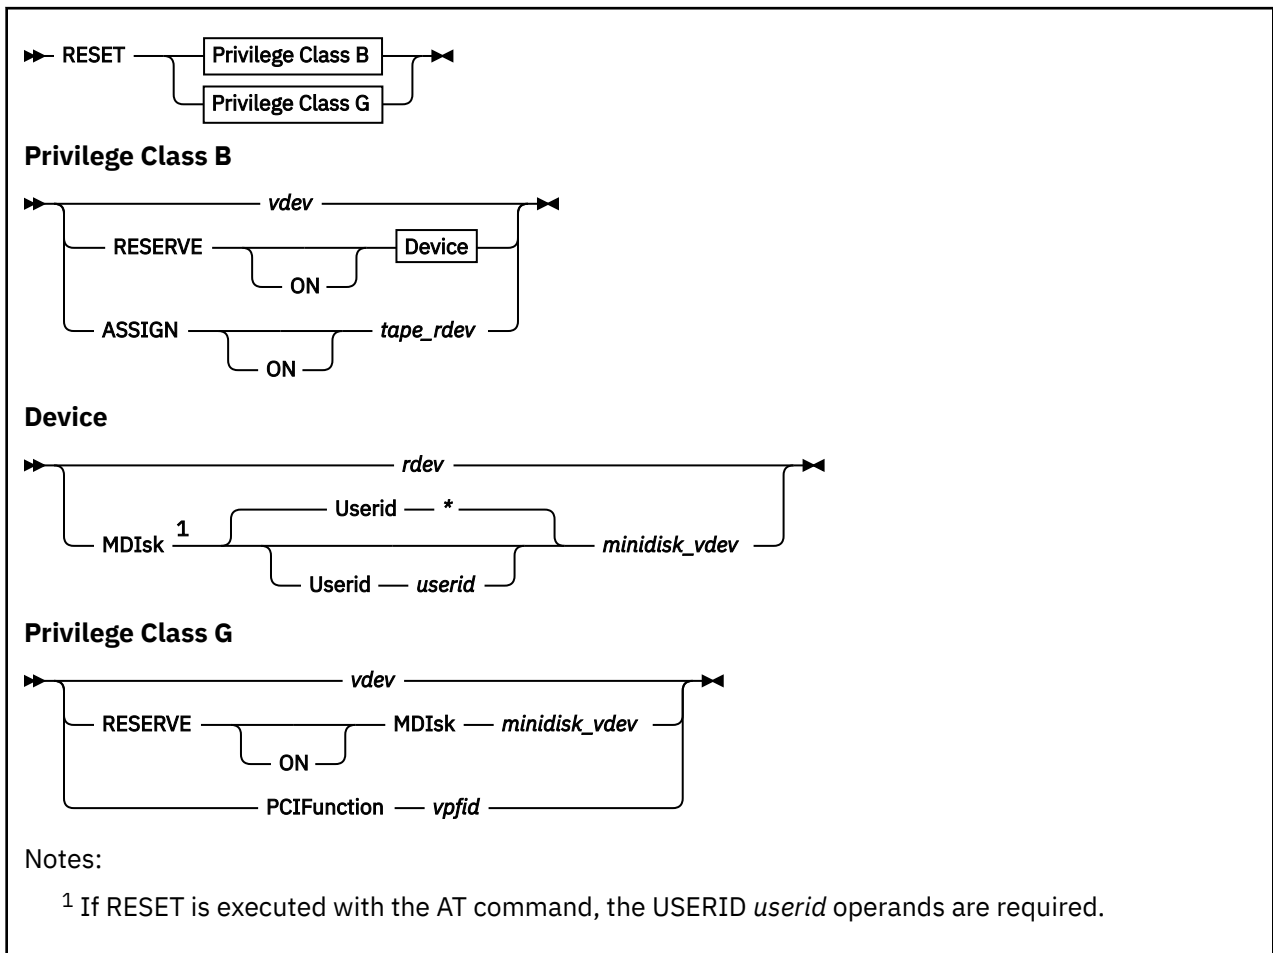 RESET Privilege Class B
Privilege Class G
Privilege Class B
vdev
RESERVE Device
ON
ASSIGN tape_rdev
ON
Device
rdev
Userid *
MDIsk 1 minidisk_vdev
Userid userid
Privilege Class G
vdev
RESERVE MDIsk minidisk_vdev
ON
PCIFunction vpfid
Notes:
1 If RESET is executed with the AT command, the USERID userid operands are required.